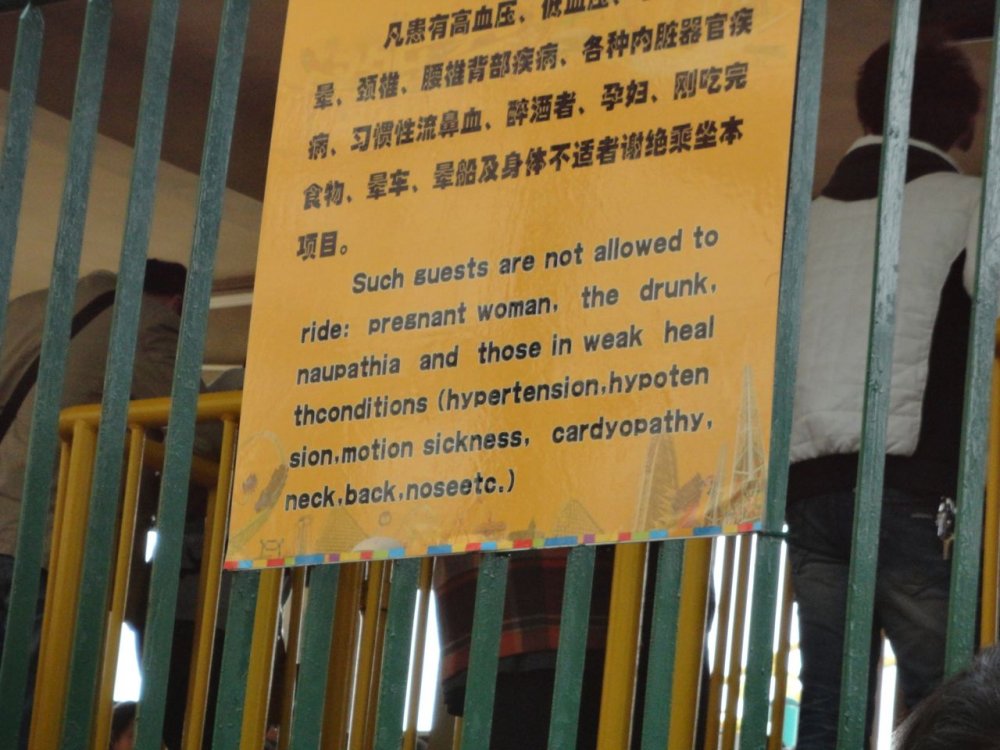 凡患有高血压、低血压、
晕、颈椎、腰椎背部疾病、各种内脏器官疾
病、习惯性流鼻血、醉酒者、孕妇、刚吃完
食物、晕车、晕船及身体不适者谢绝乘坐本
项目。
Such guests are not allowed to
ride: pregnant woman, the drunk,
naupathia and those in weak heal
thconditions (hypertension,hypoten
sion,motion sickness, cardyopathy,
neck,back,noseetc.)